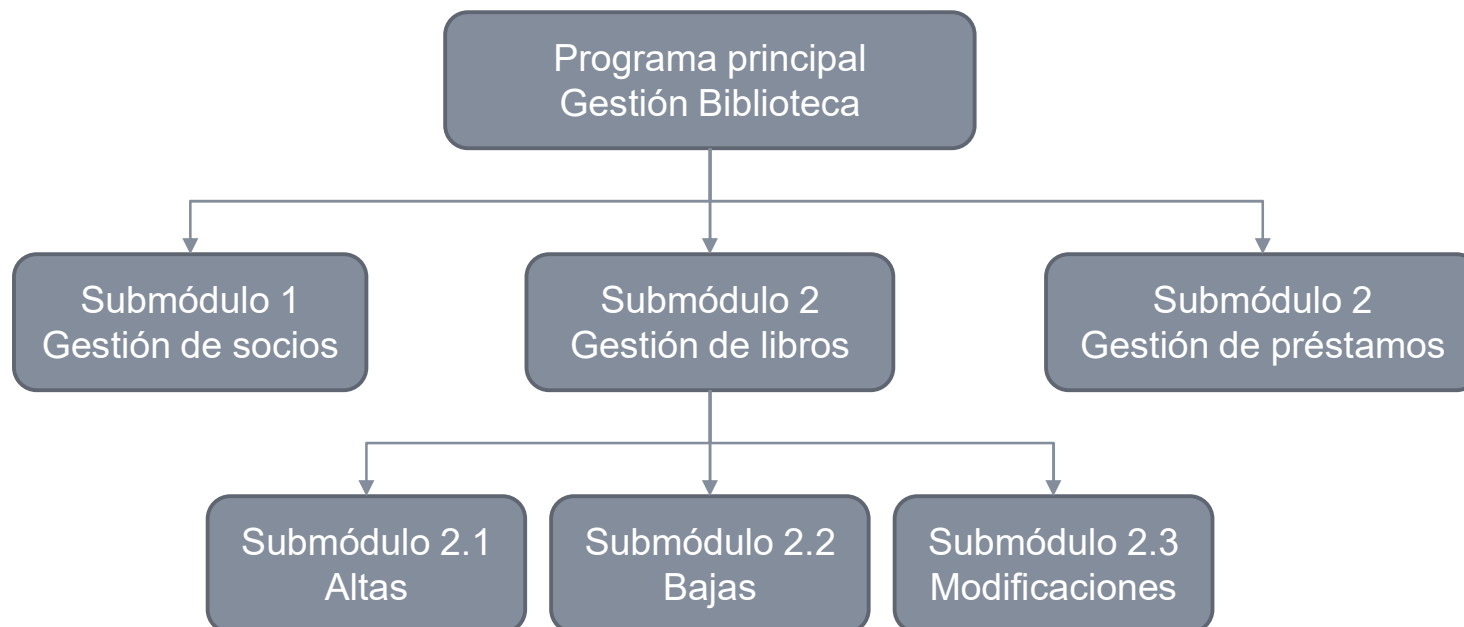 Programa principal
Gestión Biblioteca
Submódulo 1
Gestión de socios
Submódulo 2
Gestión de libros
Submódulo 2
Gestión de préstamos
Submódulo 2.1
Altas
Submódulo 2.2
Bajas
Submódulo 2.3
Modificaciones